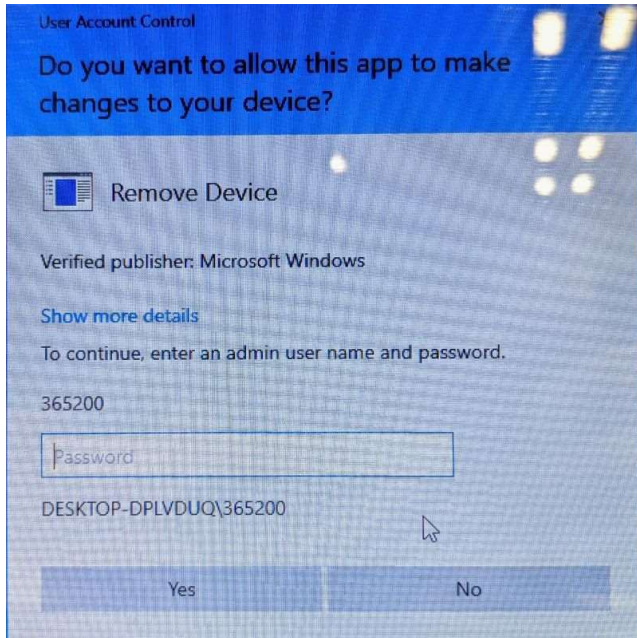 User Account Control
Do you want to allow this app to make
changes to your device?
Remove Device
Verified publisher: Microsoft Windows
Show more details
To continue, enter an admin user name and password.
365200
Password
DESKTOP-DPLVDUQ\365200
Yes
No